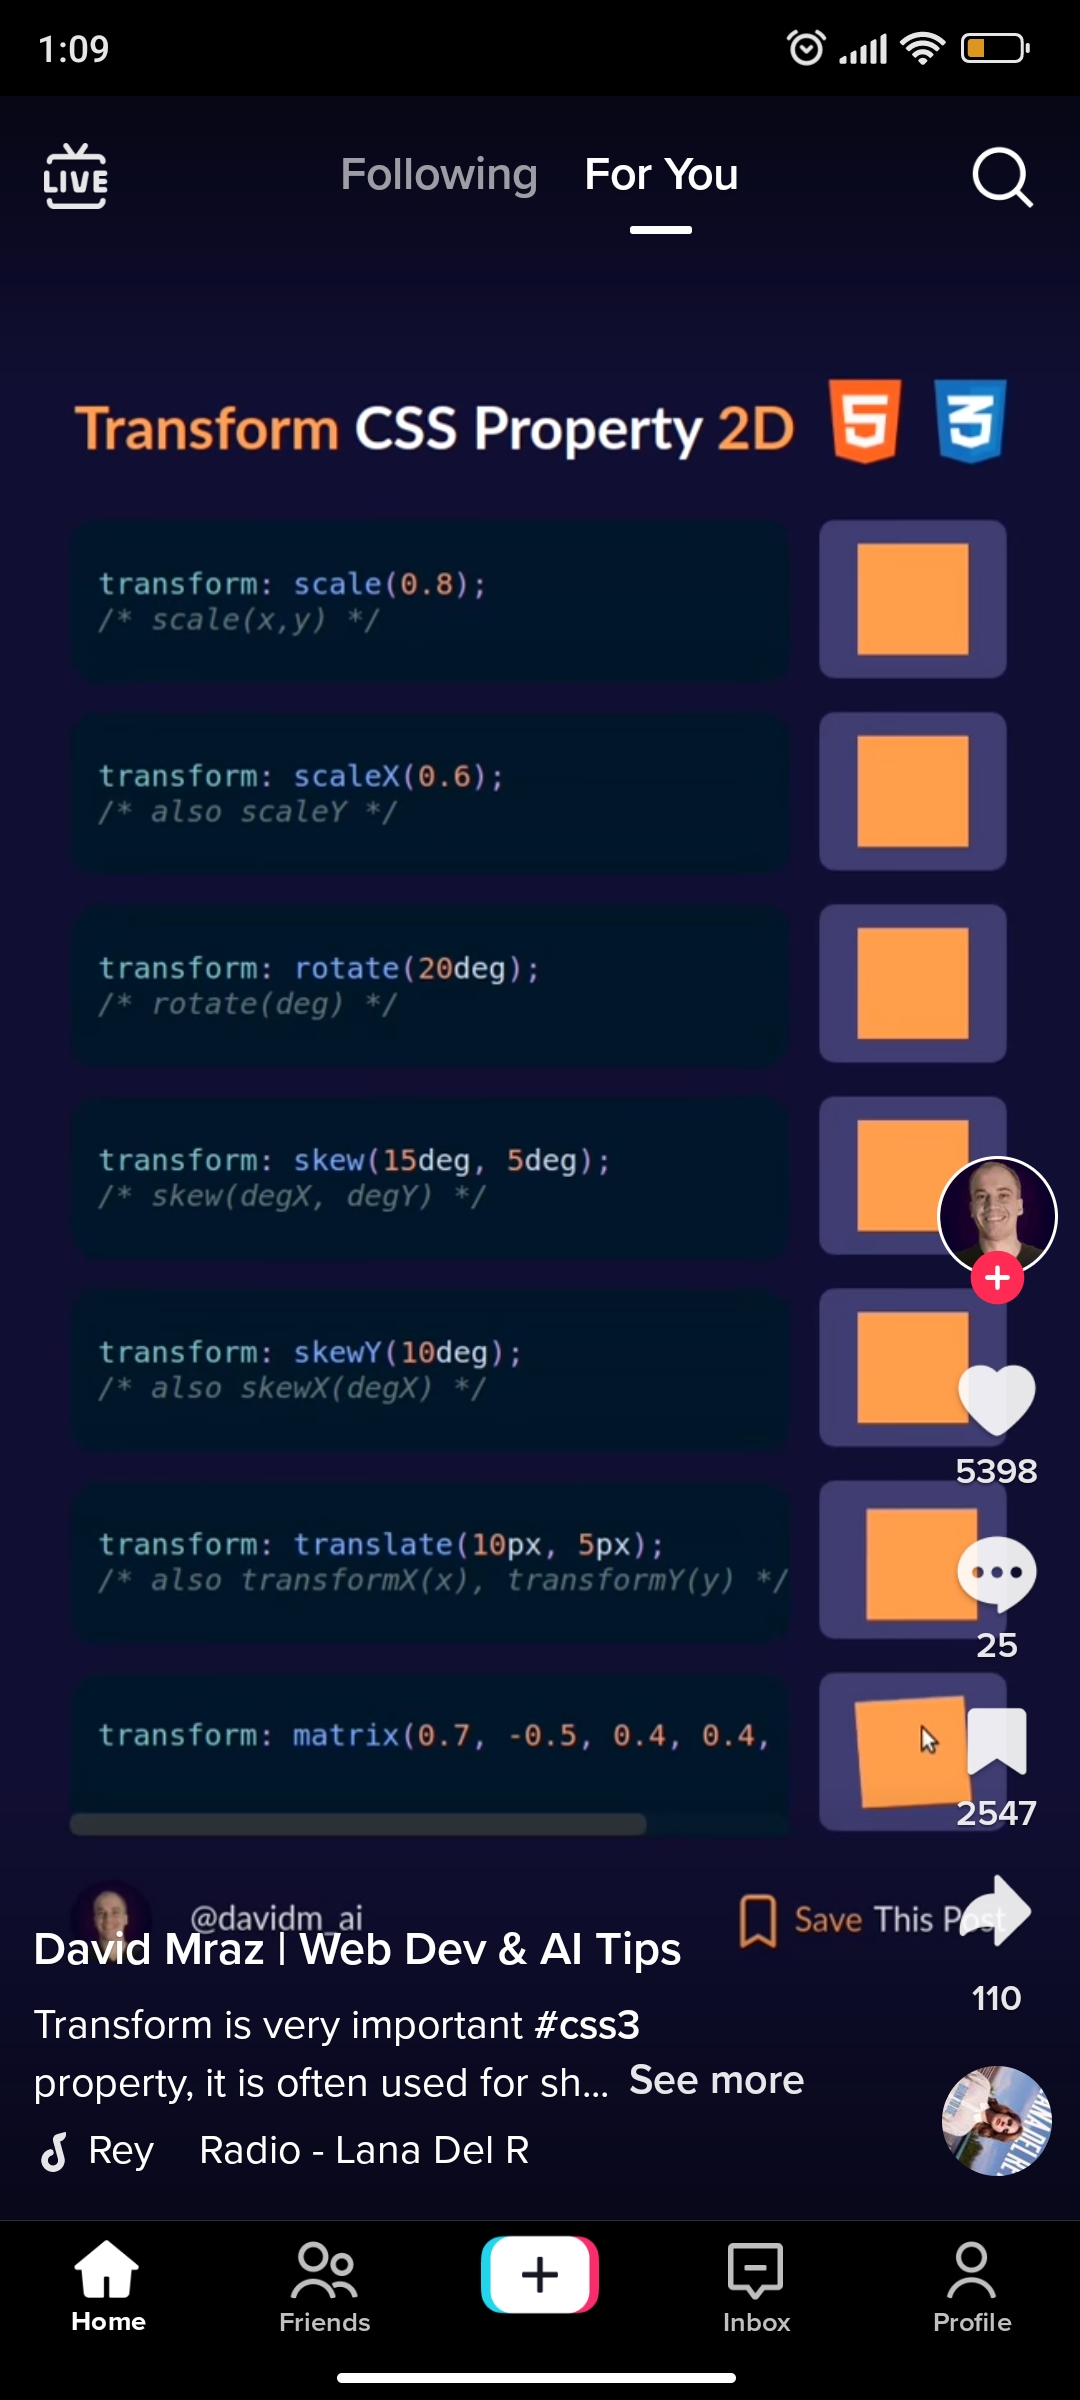 1:09
LIVE
Following For You
Transform CSS Property 2D 5 3
transform: scale(0.8);
/* scale(x,y) */
transform: scaleX(0.6);
/* also scaleY */
transform: rotate(20deg);
/* rotate(deg) */
transform: skew(15deg, 5deg);
/* skew(degX, degY) */
transform: skewY(10deg);
/* also skewX(degX) */
5398
transform: translate(10px, 5px);
/* also transformX(x), transformY(y) */
25
transform: matrix(0.7, -0.5, 0.4, 0.4,
2547
@davidm_ai
Save This Post
David Mraz | Web Dev & AI Tips
110
Transform is very important #css3
property, it is often used for sh... See more
Rey Radio - Lana Del R
Home
Friends
Inbox
Profile